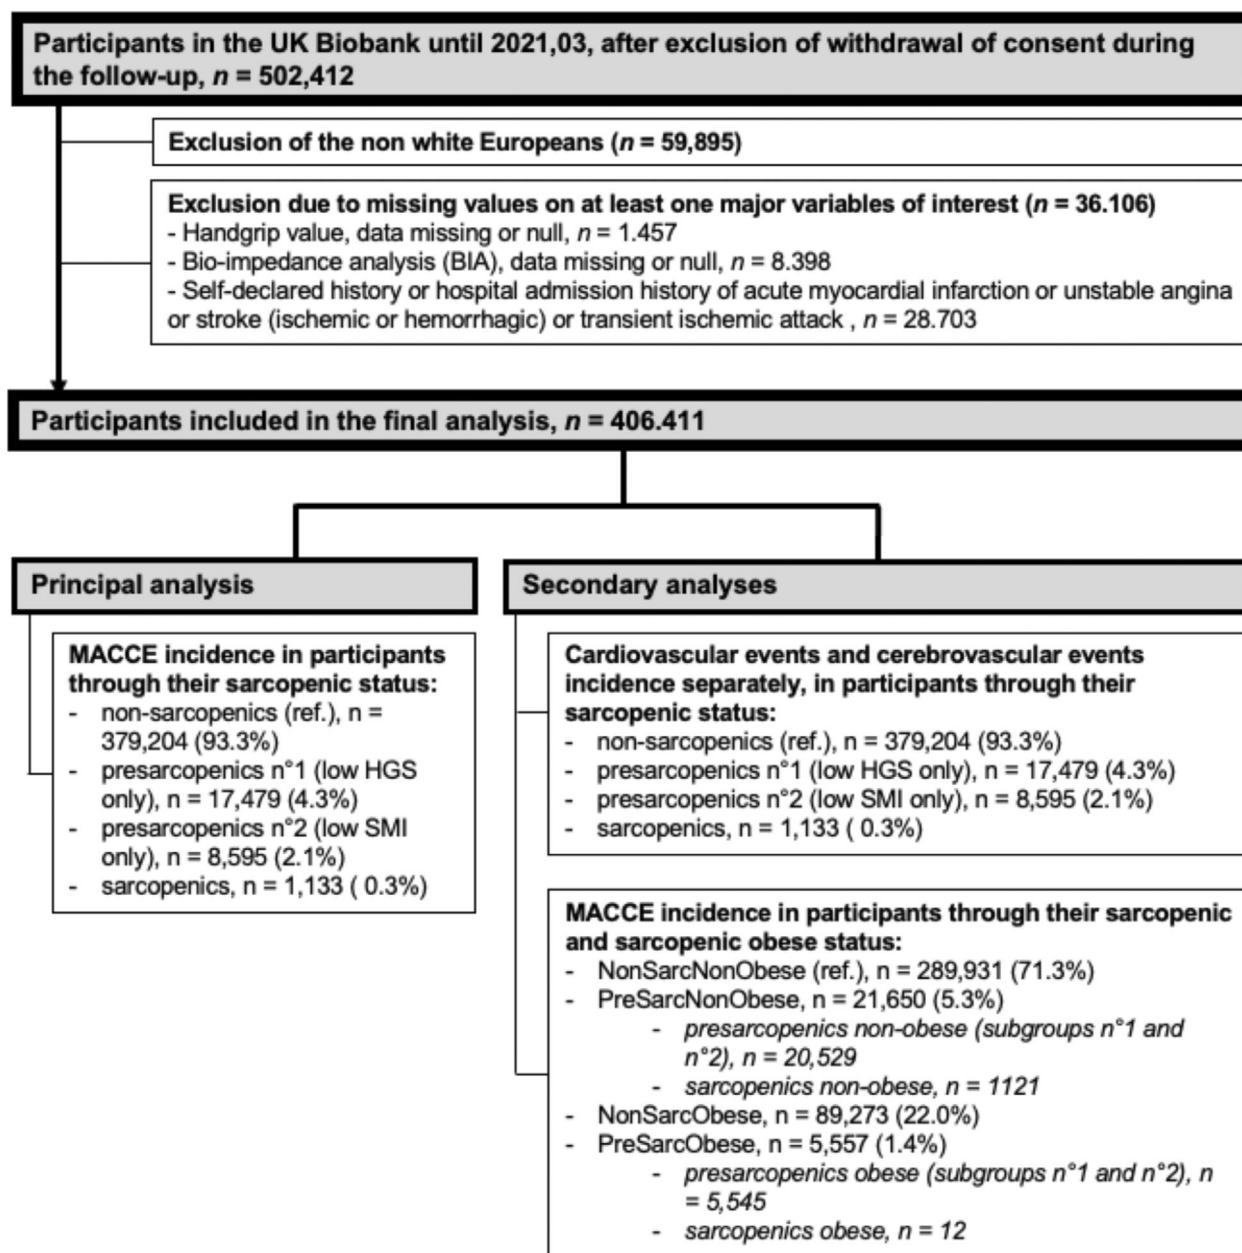 Participants in the UK Biobank until 2021,03, after exclusion of withdrawal of consent during
the follow-up, n = 502,412
Exclusion of the non white Europeans (n = 59,895)
Exclusion due to missing values on at least one major variables of interest (n = 36.106)
- Handgrip value, data missing or null, n = 1.457
- Bio-impedance analysis (BIA), data missing or null, n = 8.398
- Self-declared history or hospital admission history of acute myocardial infarction or unstable angina
or stroke (ischemic or hemorrhagic) or transient ischemic attack , n = 28.703
Participants included in the final analysis, n = 406.411
Principal analysis
MACCE incidence in participants
through their sarcopenic status:
- non-sarcopenics (ref.), n =
379,204 (93.3%)
- presarcopenics n°1 (low HGS
only), n = 17,479 (4.3%)
- presarcopenics n°2 (low SMI
only), n = 8,595 (2.1%)
- sarcopenics, n = 1,133 ( 0.3%)
Secondary analyses
Cardiovascular events and cerebrovascular events
incidence separately, in participants through their
sarcopenic status:
- non-sarcopenics (ref.), n = 379,204 (93.3%)
- presarcopenics n°1 (low HGS only), n = 17,479 (4.3%)
- presarcopenics n°2 (low SMI only), n = 8,595 (2.1%)
- sarcopenics, n = 1,133 ( 0.3%)
MACCE incidence in participants through their sarcopenic
and sarcopenic obese status:
- NonSarcNonObese (ref.), n = 289,931 (71.3%)
- PreSarcNonObese, n = 21,650 (5.3%)
- presarcopenics non-obese (subgroups n°1 and
n°2), n = 20,529
- sarcopenics non-obese, n = 1121
- NonSarcObese, n = 89,273 (22.0%)
- PreSarcObese, n = 5,557 (1.4%)
- presarcopenics obese (subgroups n°1 and n°2), n
= 5,545
- sarcopenics obese, n = 12